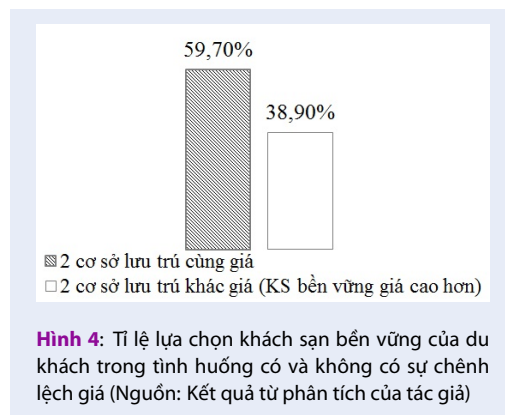 59,70%
38,90%
2 cơ sở lưu trú cùng giá
2 cơ sở lưu trú khác giá (KS bền vững giá cao hơn)
Hình 4: Tỉ lệ lựa chọn khách sạn bền vững của du
khách trong tình huống có và không có sự chênh
lệch giá (Nguồn: Kết quả từ phân tích của tác giả)